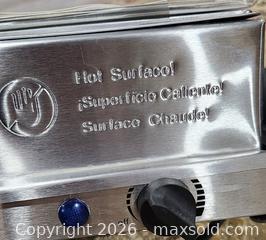 Hot Surface!
¡Superficie Caliente!
Surface Chaude!
Copyright 2026 - maxsold.com